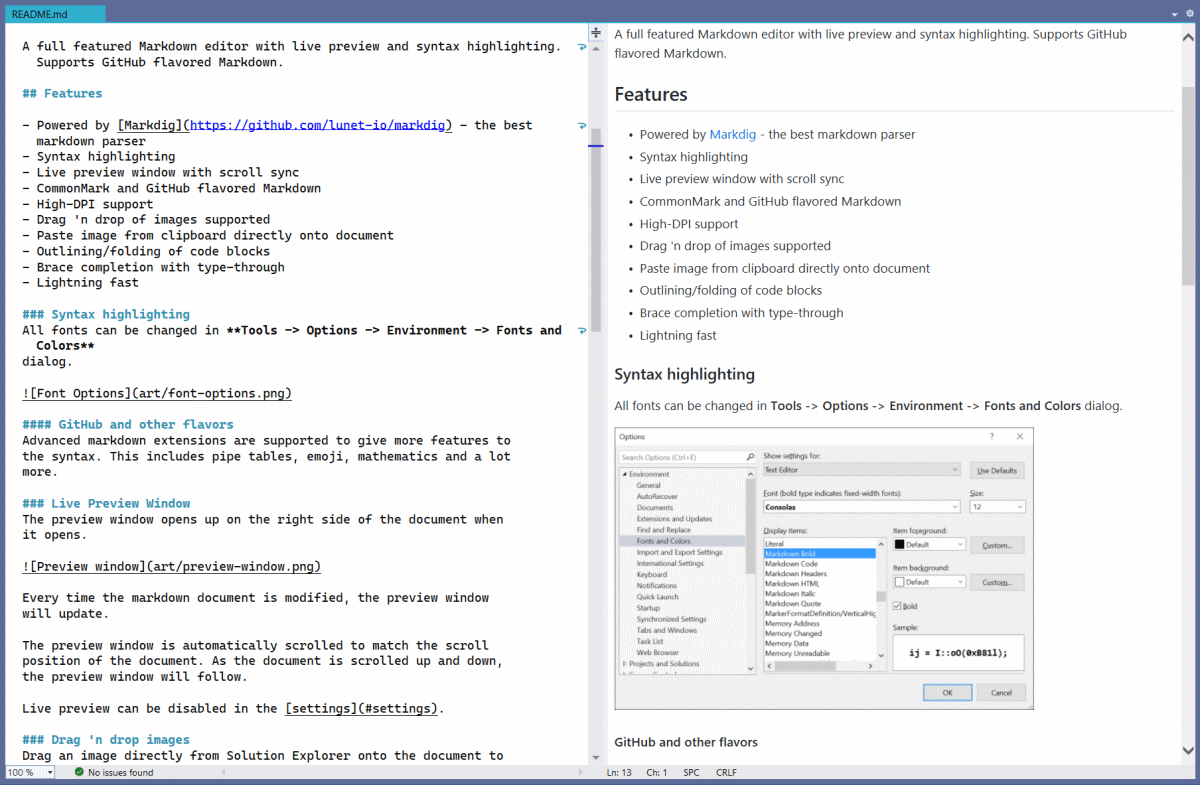 README.md
A full featured Markdown editor with live preview and syntax highlighting.
Supports GitHub flavored Markdown.
## Features
- Powered by [Markdig](https://github.com/lunet-io/markdig) - the best
markdown parser
- Syntax highlighting
- Live preview window with scroll sync
- CommonMark and GitHub flavored Markdown
- High-DPI support
- Drag 'n drop of images supported
- Paste image from clipboard directly onto document
- Outlining/folding of code blocks
- Brace completion with type-through
- Lightning fast
### Syntax highlighting
All fonts can be changed in **Tools -> Options -> Environment -> Fonts and
Colors**
dialog.
![Font Options](art/font-options.png)
#### GitHub and other flavors
Advanced markdown extensions are supported to give more features to
the syntax. This includes pipe tables, emoji, mathematics and a lot
more.
### Live Preview Window
The preview window opens up on the right side of the document when
it opens.
![Preview window](art/preview-window.png)
Every time the markdown document is modified, the preview window
will update.
The preview window is automatically scrolled to match the scroll
position of the document. As the document is scrolled up and down,
the preview window will follow.
Live preview can be disabled in the [settings](#settings).
### Drag 'n drop images
Drag an image directly from Solution Explorer onto the document to
A full featured Markdown editor with live preview and syntax highlighting. Supports GitHub
flavored Markdown.
Features
• Powered by Markdig - the best markdown parser
• Syntax highlighting
• Live preview window with scroll sync
• CommonMark and GitHub flavored Markdown
• High-DPI support
• Drag 'n drop of images supported
• Paste image from clipboard directly onto document
• Outlining/folding of code blocks
• Brace completion with type-through
• Lightning fast
Syntax highlighting
All fonts can be changed in Tools -> Options -> Environment -> Fonts and Colors dialog.
Options
Search Options (Ctrl+E)
Environment
General
AutoRecover
Documents
Extensions and Updates
Find and Replace
Fonts and Colors
Import and Export Settings
International Settings
Keyboard
Notifications
Quick Launch
Startup
Synchronized Settings
Tabs and Windows
Task List
Web Browser
Projects and Solutions
Show settings for:
Text Editor
Use Defaults
Font (bold type indicates fixed-width fonts):
Size:
Consolas
12
Display items:
Literal
Markdown Bold
Markdown Code
Markdown Headers
Markdown HTML
Markdown Italic
Markdown Quote
MarkerFormatDefinition/VerticalHig
Memory Address
Memory Changed
Memory Data
Memory Unreadable
Item foreground:
Default
Custom...
Item background:
Default
Custom...
Bold
Sample:
ij = I::oO(0xB81l);
OK
Cancel
GitHub and other flavors
100 %
No issues found
Ln: 13
Ch: 1
SPC
CRLF